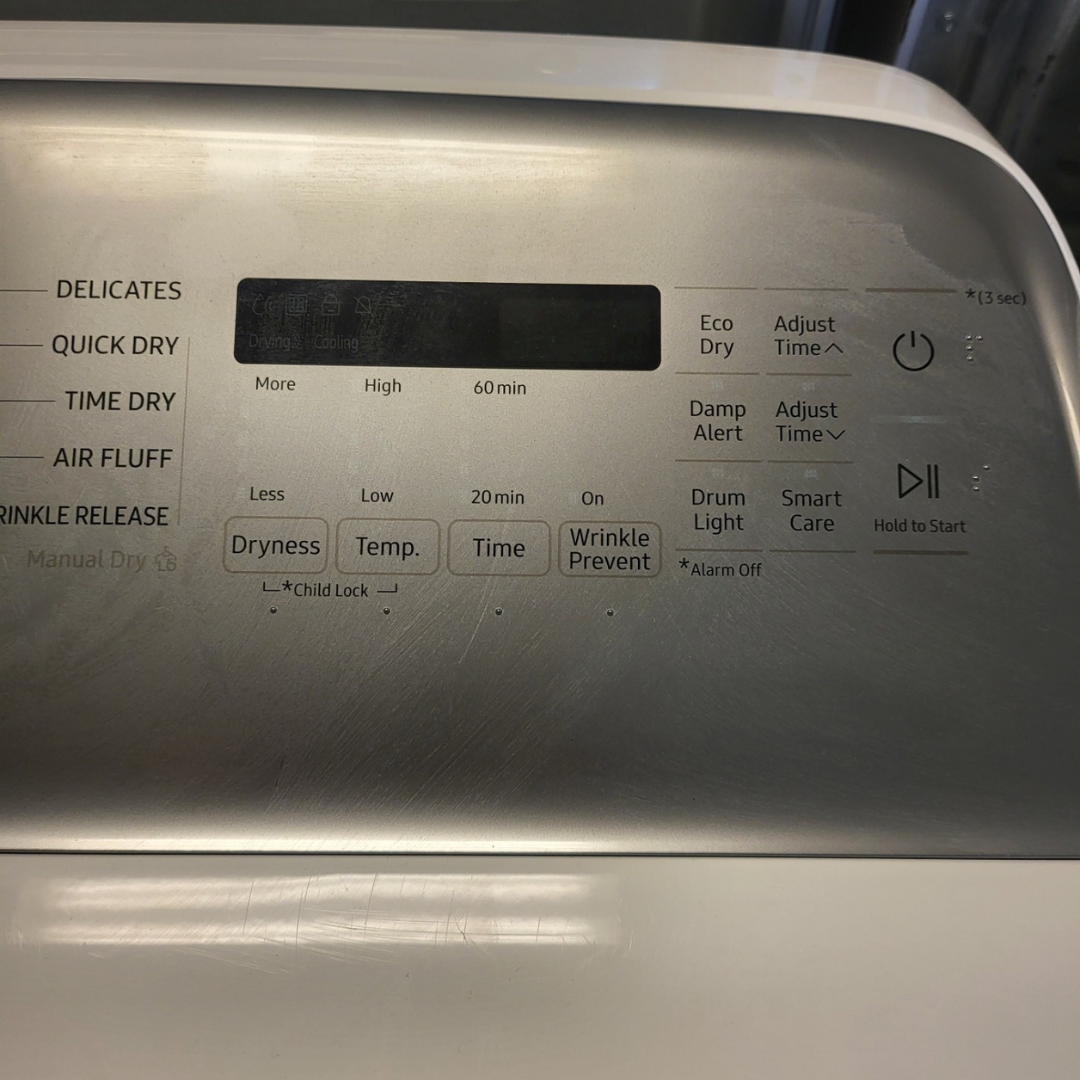 DELICATES
QUICK DRY
TIME DRY
AIR FLUFF
RINKLE RELEASE
Manual Dry
Drying Cooling
More High 60 min
Less Low 20 min On
Dryness Temp. Time Wrinkle
Prevent
*Child Lock
Eco
Dry
Adjust
Time
Damp
Alert
Adjust
Time
Drum
Light
Smart
Care
*Alarm Off
*(3 sec)
Hold to Start